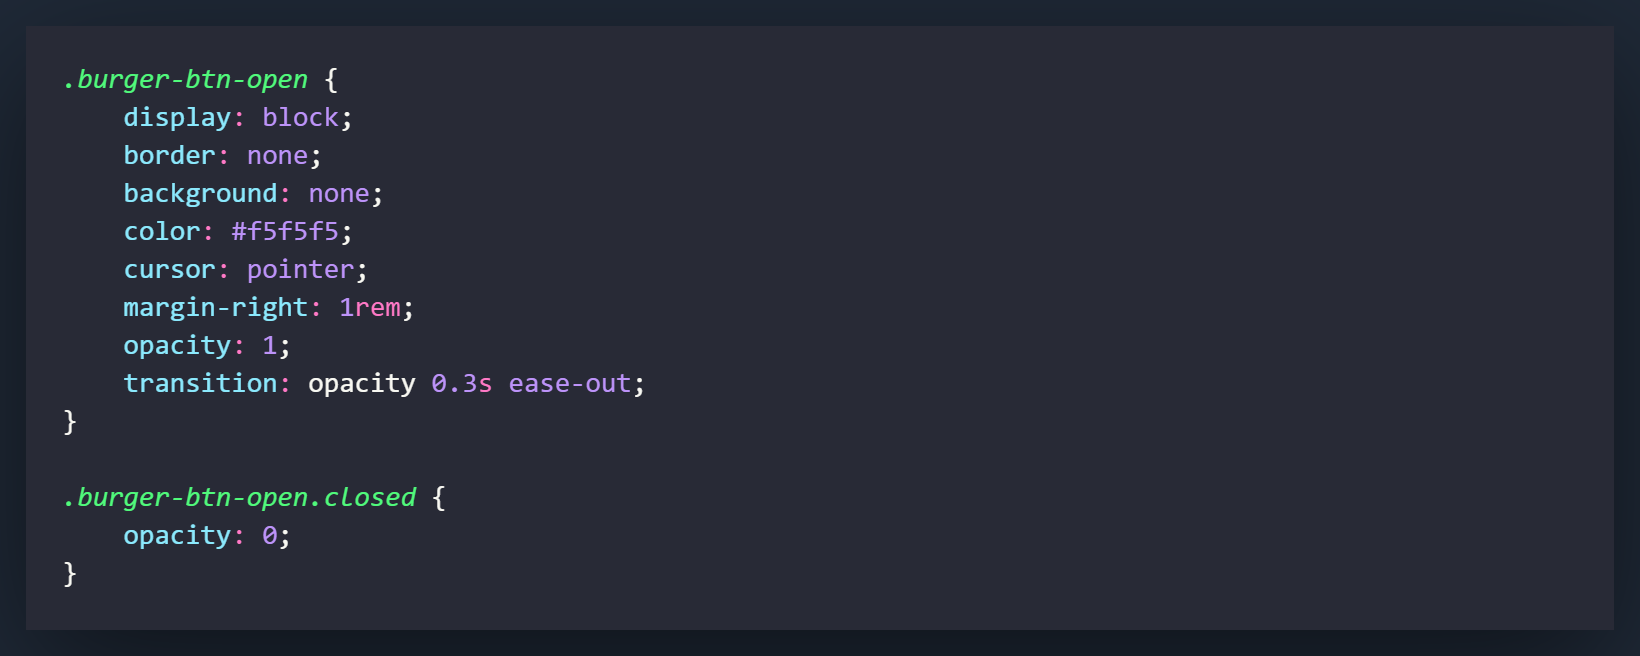 .burger-btn-open {
    display: block;
    border: none;
    background: none;
    color: #f5f5f5;
    cursor: pointer;
    margin-right: 1rem;
    opacity: 1;
    transition: opacity 0.3s ease-out;
}

.burger-btn-open.closed {
    opacity: 0;
}